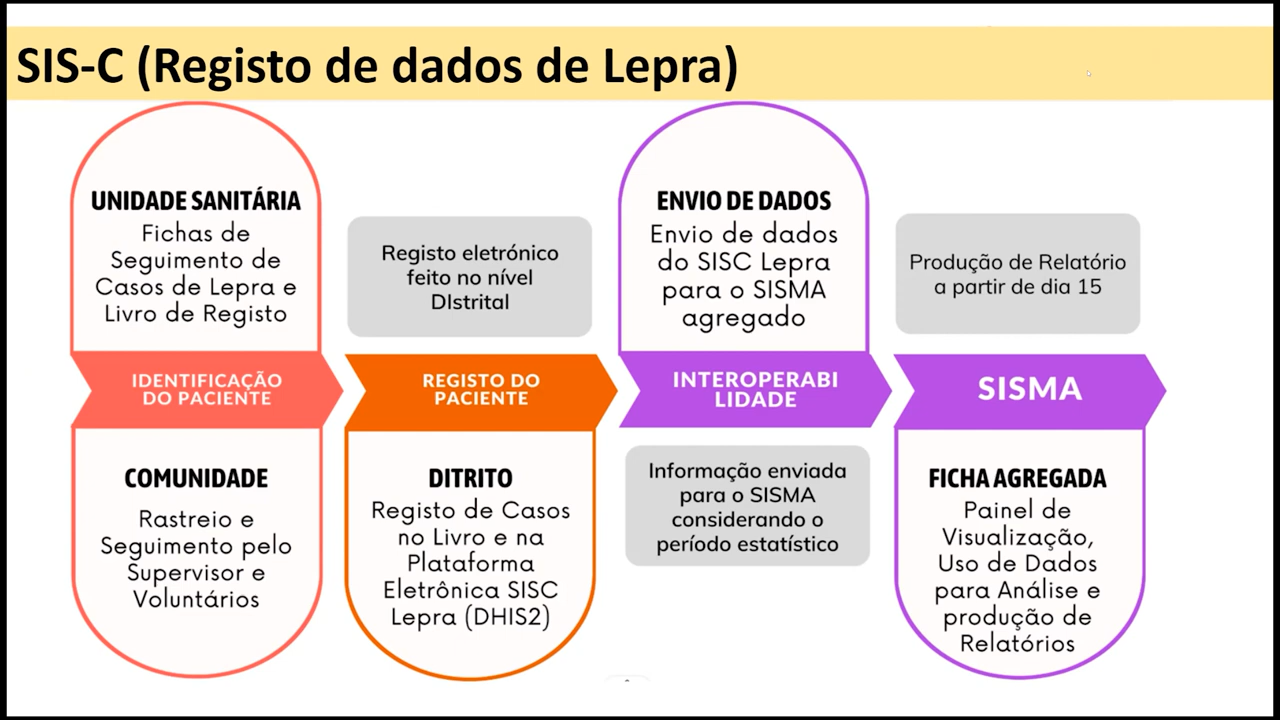 SIS-C (Registo de dados de Lepra)
UNIDADE SANITÁRIA
Fichas de
Seguimento de
Casos de Lepra e
Livro de Registo
IDENTIFICAÇÃO
DO PACIENTE
COMUNIDADE
Rastreio e
Seguimento pelo
Supervisor e
Voluntários
Registo eletrónico
feito no nível
DIstrital
REGISTO DO
PACIENTE
DITRITO
Registo de Casos
no Livro e na
Plataforma
Eletrônica SISC
Lepra (DHIS2)
ENVIO DE DADOS
Envio de dados
do SISC Lepra
para o SISMA
agregado
INTEROPERABI
LIDADE
Informação enviada
para o SISMA
considerando o
período estatístico
Produção de Relatório
a partir de dia 15
SISMA
FICHA AGREGADA
Painel de
Visualização,
Uso de Dados
para Análise e
produção de
Relatórios